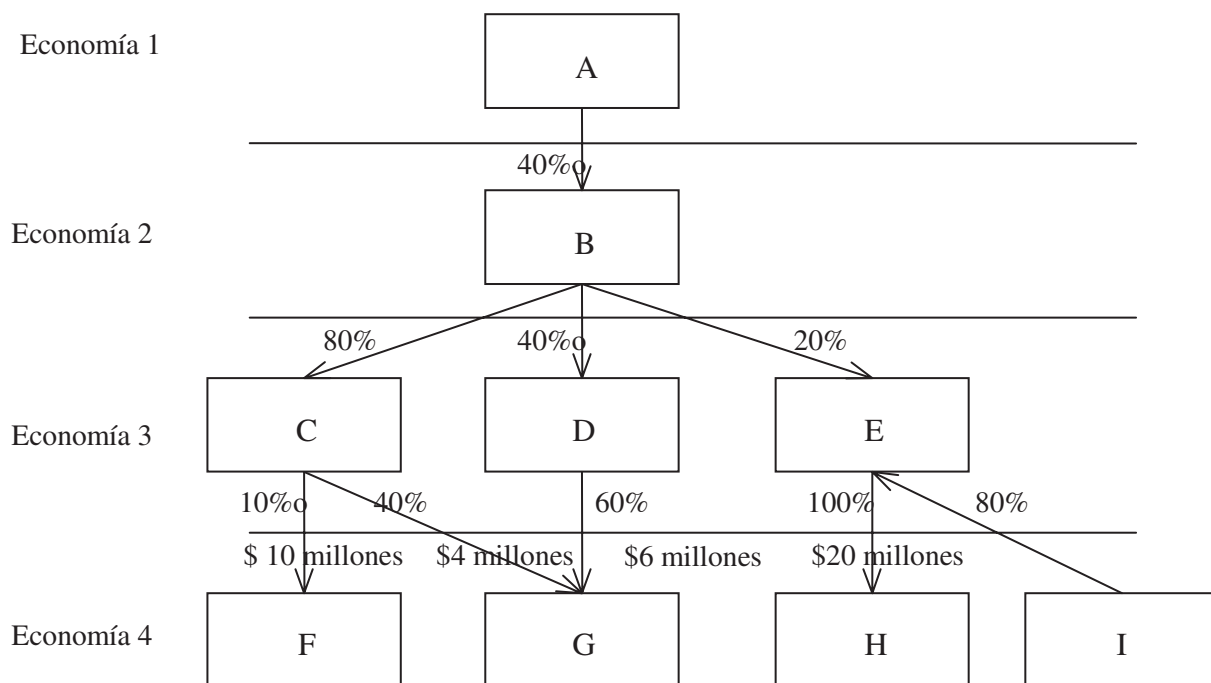 Economía 1
A
40%o
Economía 2
B
80%
40%o
20%
Economía 3
C
D
E
10%o
40%
60%
100%
80%
$ 10 millones
$4 millones
$6 millones
$20 millones
Economía 4
F
G
H
I